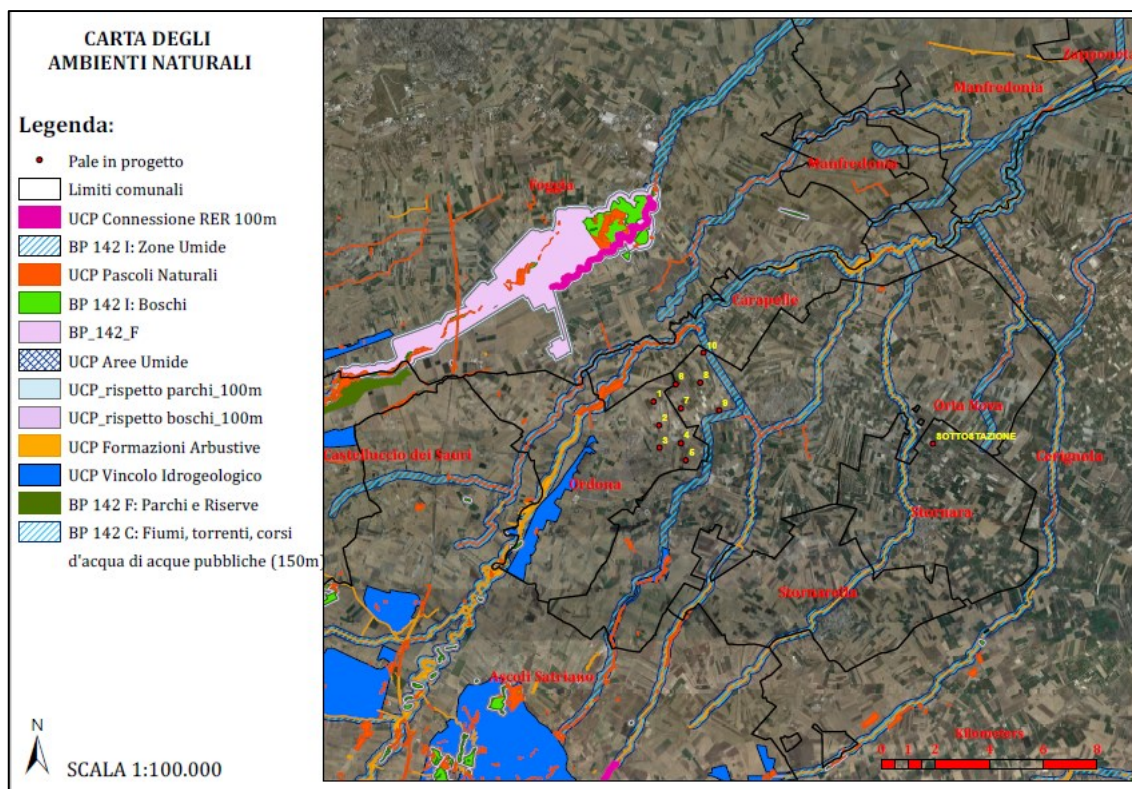 CARTA DEGLI
AMBIENTI NATURALI
Legenda:
Pale in progetto
Limiti comunali
UCP Connessione RER 100m
BP 142 I: Zone Umide
UCP Pascoli Naturali
BP 142 I: Boschi
BP_142_F
UCP Aree Umide
UCP_rispetto parchi_100m
UCP_rispetto boschi_100m
UCP Formazioni Arbustive
UCP Vincolo Idrogeologico
BP 142 F: Parchi e Riserve
BP 142 C: Fiumi, torrenti, corsi
d'acqua di acque pubbliche (150m)
N
SCALA 1:100.000
Zapponeta
Manfredonia
Manfredonia
Foggia
Carapelle
10
6
8
1
7
9
2
Orta Nova
4
SOTTOSTAZIONE
3
Castelluccio dei Sauri
Cerignola
5
Ordona
Stornara
Stornarella
Ascoli Satriano
Kilometers
0 1 2 4 6 8